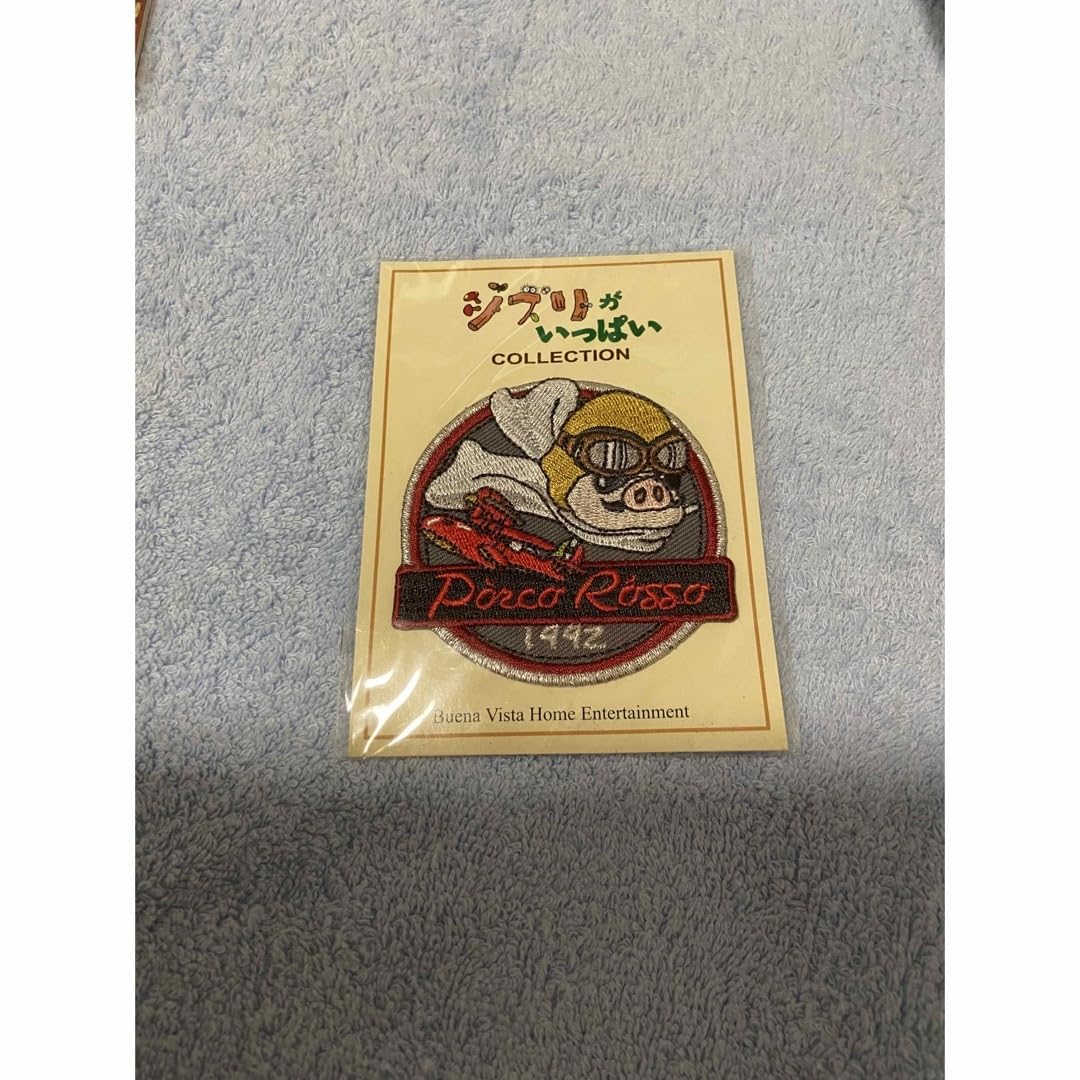 ジブリが
いっぱい
COLLECTION
Porco Rosso
1992
Buena Vista Home Entertainment